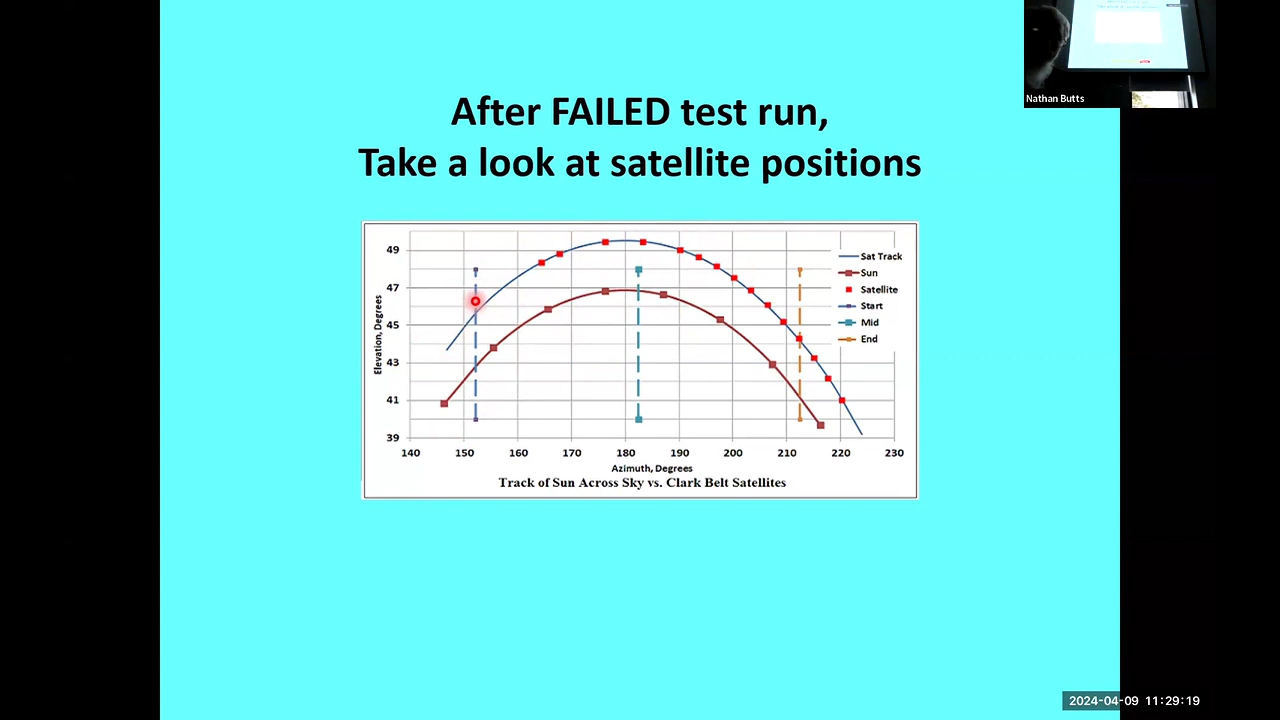 After FAILED test run,
Take a look at satellite positions
Nathan Butts
49
47
45
43
41
39
Elevation, Degrees
140 150 160 170 180 190 200 210 220 230
Azimuth, Degrees
Sat Track
Sun
Satellite
Start
Mid
End
Track of Sun Across Sky vs. Clark Belt Satellites
2024-04-09 11:29:19